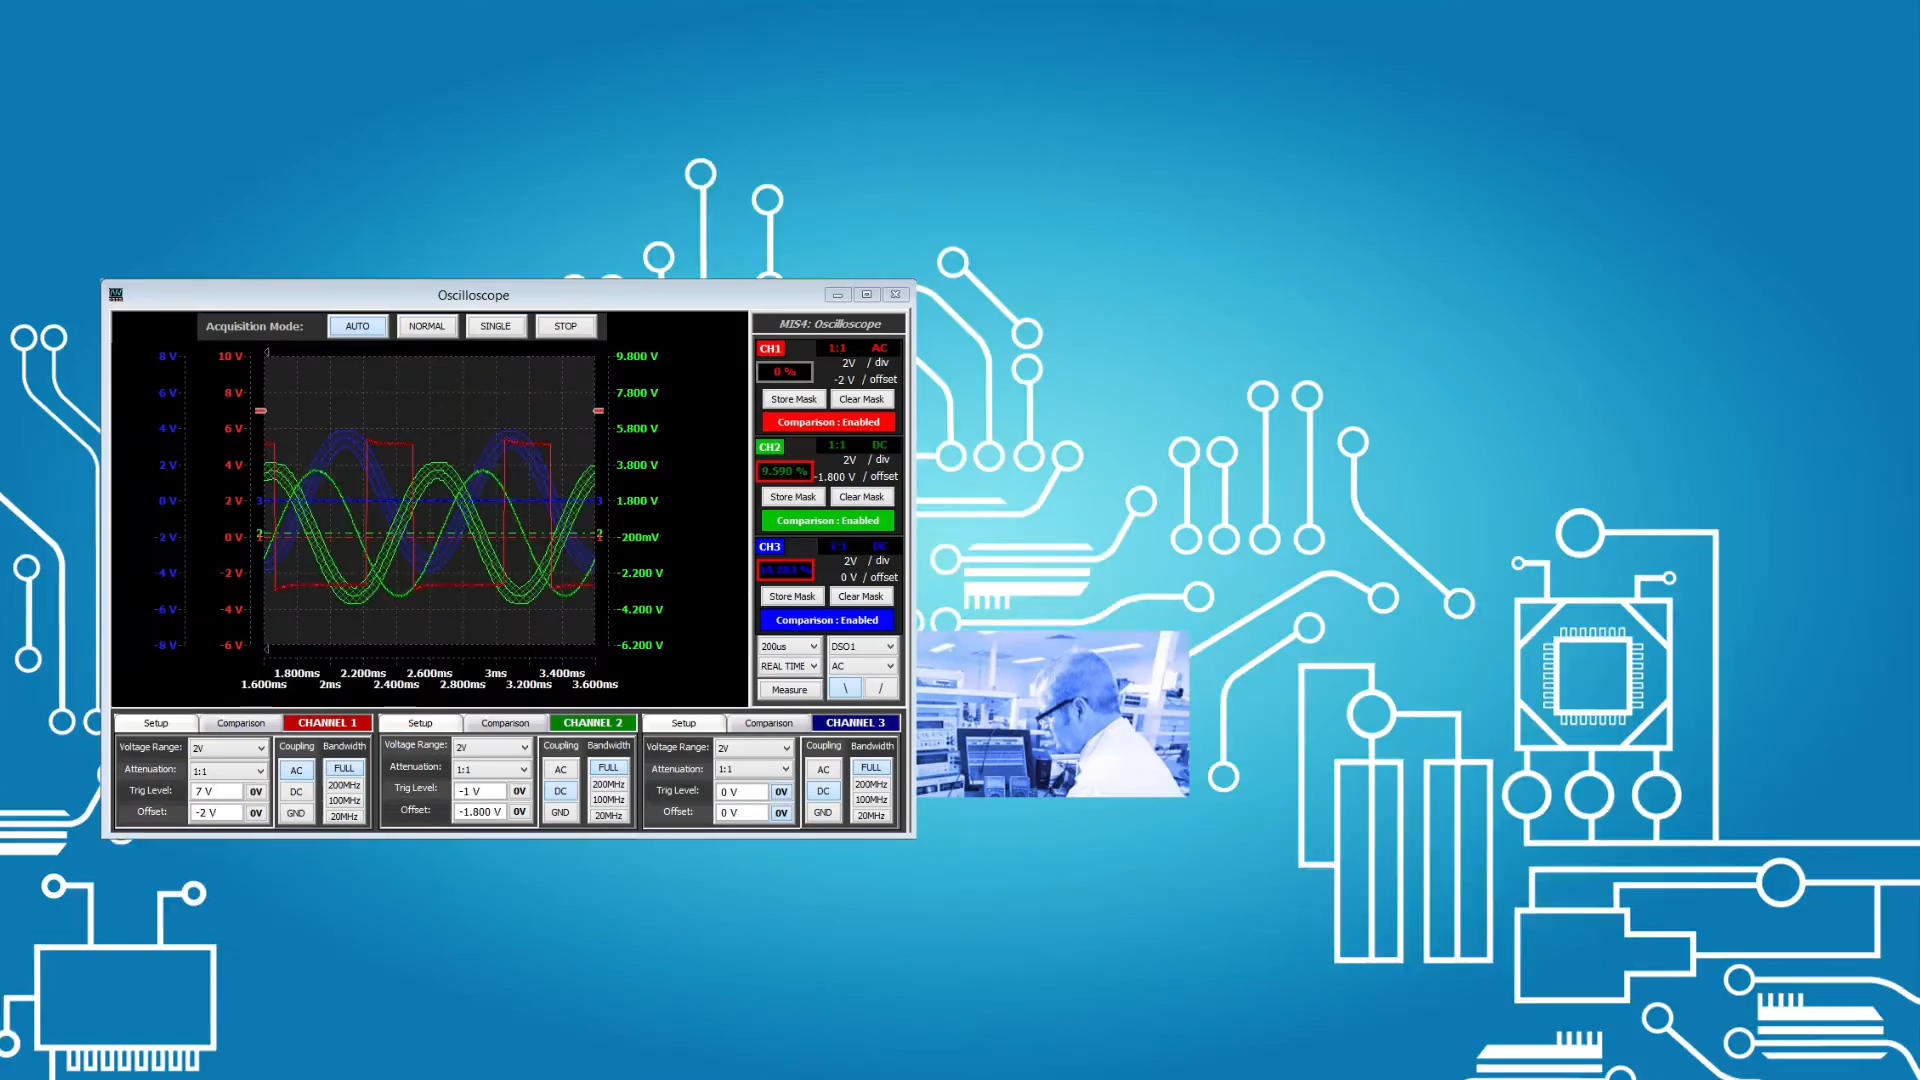 Oscilloscope
Acquisition Mode: AUTO NORMAL SINGLE STOP
MIS4: Oscilloscope
8 V 10 V 9.800 V
6 V 8 V 7.800 V
4 V 6 V 5.800 V
2 V 4 V 3.800 V
0 V 2 V 3 3 1.800 V
-2 V 0 V 2 2 -200mV
-4 V -2 V -2.200 V
-6 V -4 V -4.200 V
-8 V -6 V -6.200 V
1.800ms 2.200ms 2.600ms 3ms 3.400ms
1.600ms 2ms 2.400ms 2.800ms 3.200ms 3.600ms
CH1 1:1 AC
2V / div
0 %
-2 V / offset
Store Mask Clear Mask
Comparison : Enabled
CH2 1:1 DC
2V / div
9.590 %
-1.800 V / offset
Store Mask Clear Mask
Comparison : Enabled
CH3 1:1 DC
2V / div
0 V / offset
Store Mask Clear Mask
Comparison : Enabled
200us DSO1
REAL TIME AC
Measure \ /
Setup Comparison CHANNEL 1
Voltage Range: 2V Coupling Bandwidth
Attenuation: 1:1 AC FULL
Trig Level: 7 V 0V DC 200MHz
100MHz
Offset: -2 V 0V GND 20MHz
Setup Comparison CHANNEL 2
Voltage Range: 2V Coupling Bandwidth
Attenuation: 1:1 AC FULL
Trig Level: -1 V 0V DC 200MHz
100MHz
Offset: -1.800 V 0V GND 20MHz
Setup Comparison CHANNEL 3
Voltage Range: 2V Coupling Bandwidth
Attenuation: 1:1 AC FULL
Trig Level: 0 V 0V DC 200MHz
100MHz
Offset: 0 V 0V GND 20MHz